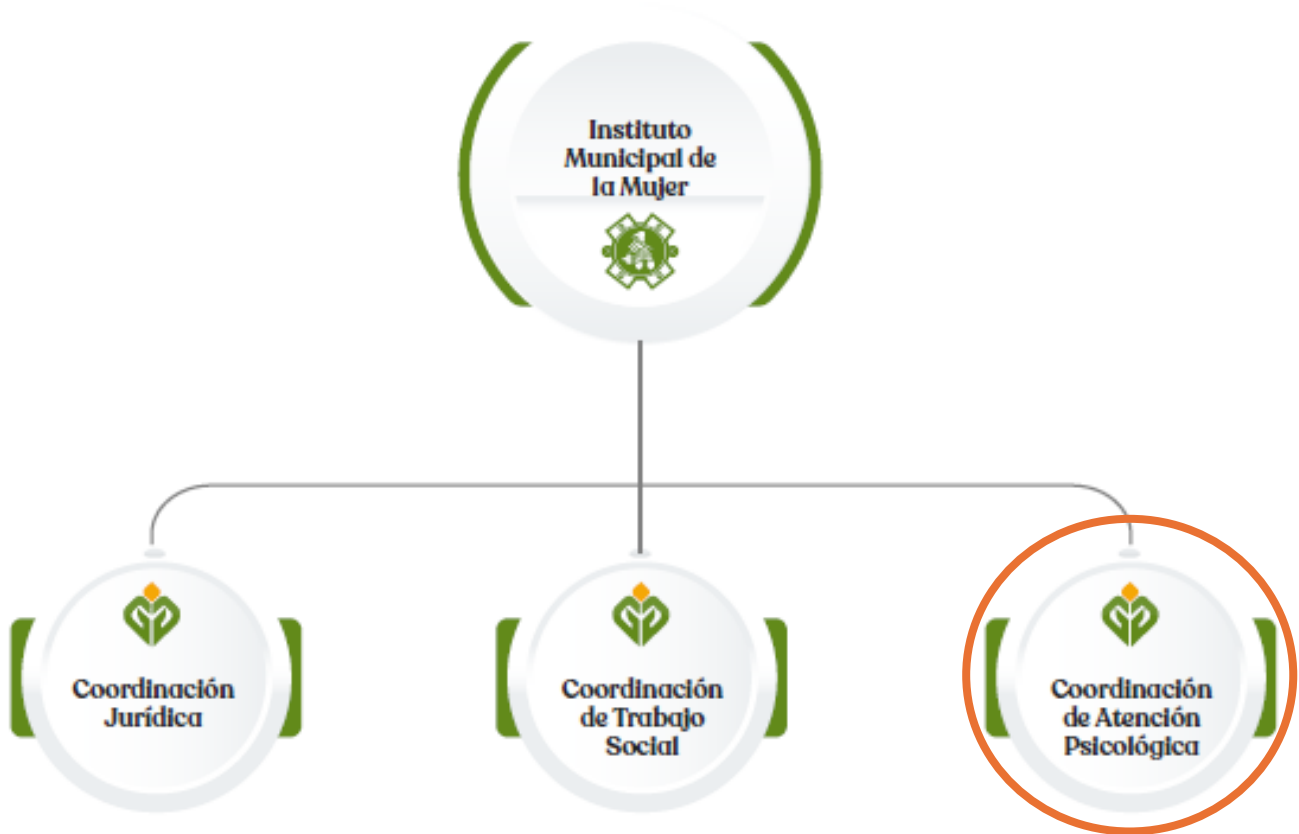 Instituto
Municipal de
la Mujer
Coordinación
Jurídica
Coordinación
de Trabajo
Social
Coordinación
de Atención
Psicológica